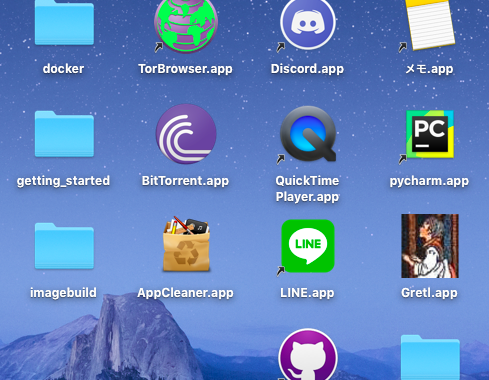 docker
TorBrowser.app
Discord.app
メモ.app
getting_started
BitTorrent.app
QuickTime
Player.app
PC
pycharm.app
LINE
imagebuild
AppCleaner.app
LINE.app
Gretl.app